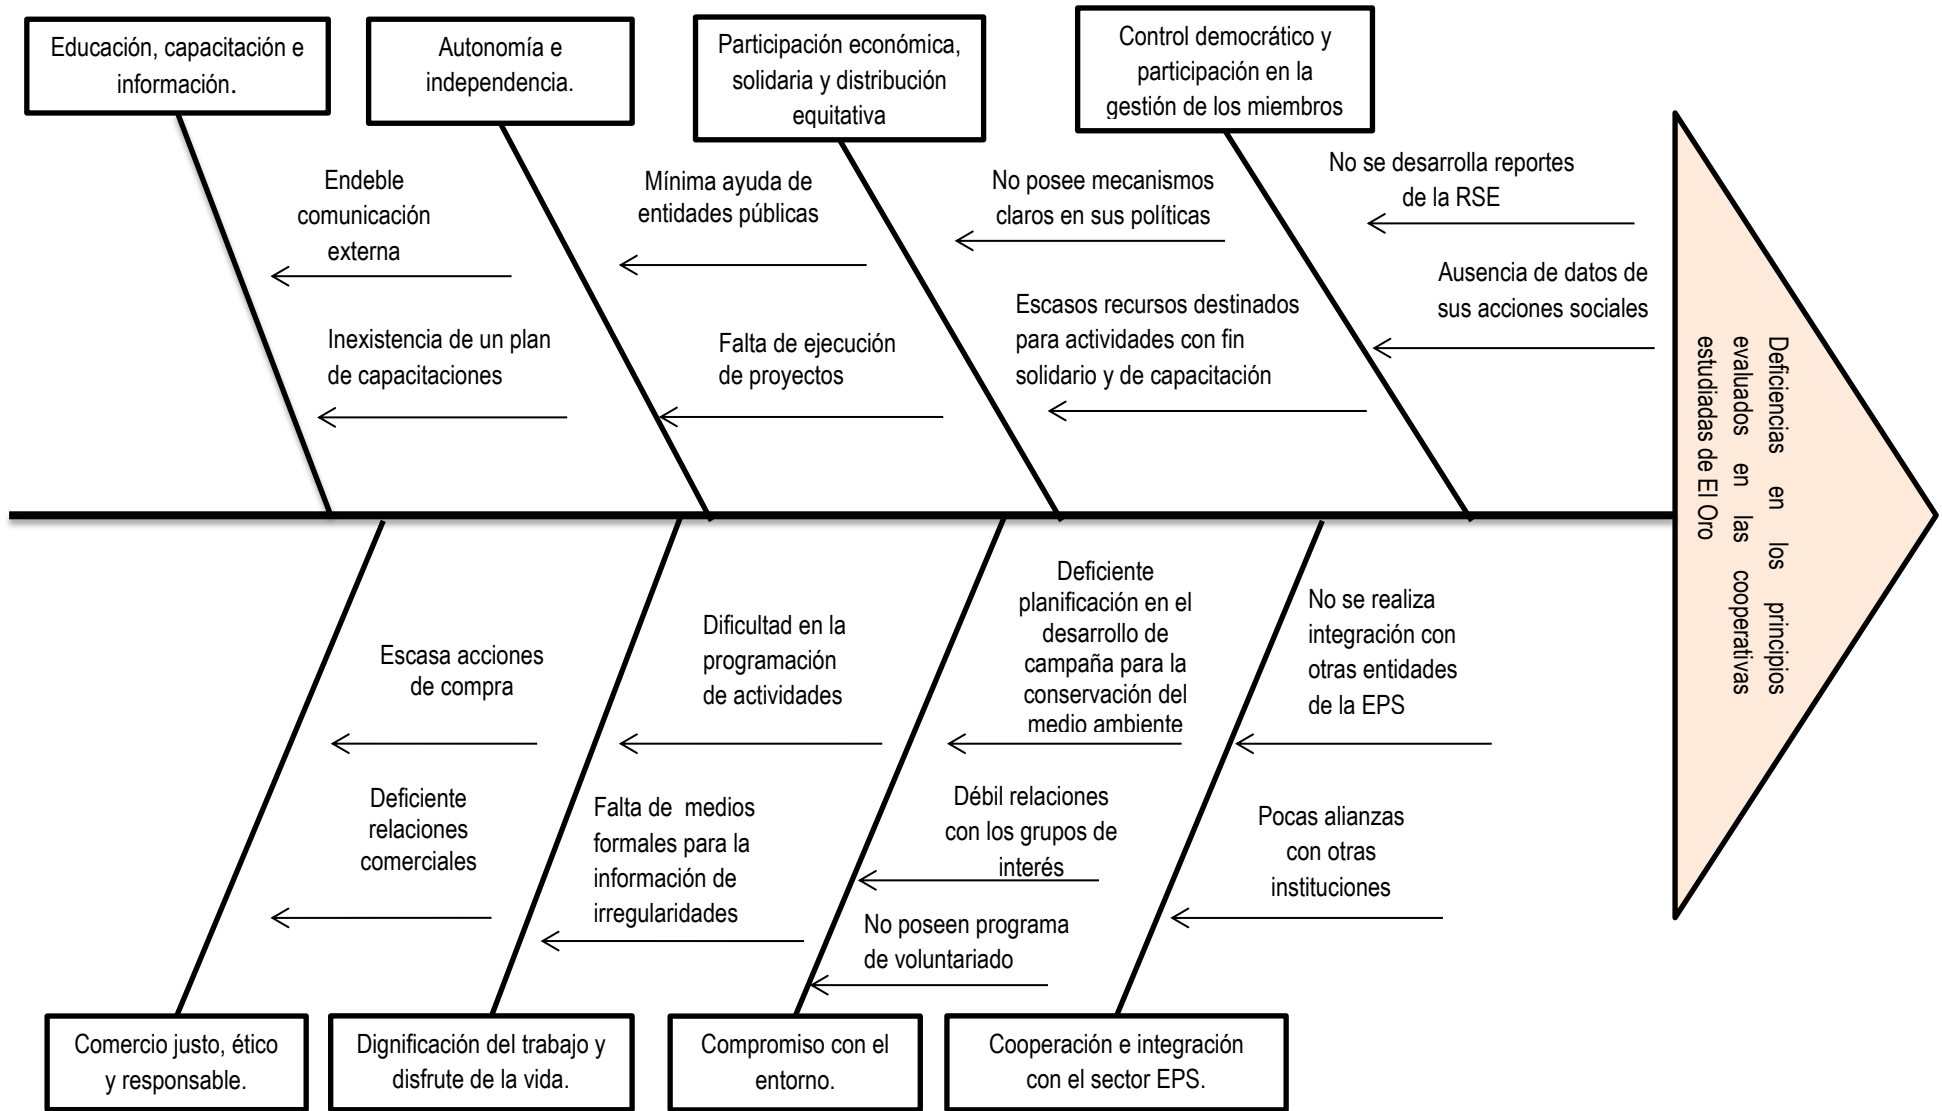 Educación, capacitación e
información.
Autonomía e
independencia.
Participación económica,
solidaria y distribución
equitativa
Control democrático y
participación en la
gestión de los miembros
Endeble
comunicación
externa
Inexistencia de un plan
de capacitaciones
Mínima ayuda de
entidades públicas
Falta de ejecución
de proyectos
No posee mecanismos
claros en sus políticas
Escasos recursos destinados
para actividades con fin
solidario y de capacitación
No se desarrolla reportes
de la RSE
Ausencia de datos de
sus acciones sociales
Deficiencias en los principios
evaluados en las cooperativas
estudiadas de El Oro
Escasa acciones
de compra
Deficiente
relaciones
comerciales
Dificultad en la
programación
de actividades
Falta de medios
formales para la
información de
irregularidades
Deficiente
planificación en el
desarrollo de
campaña para la
conservación del
medio ambiente
Débil relaciones
con los grupos de
interés
No poseen programa
de voluntariado
No se realiza
integración con
otras entidades
de la EPS
Pocas alianzas
con otras
instituciones
Comercio justo, ético
y responsable.
Dignificación del trabajo y
disfrute de la vida.
Compromiso con el
entorno.
Cooperación e integración
con el sector EPS.